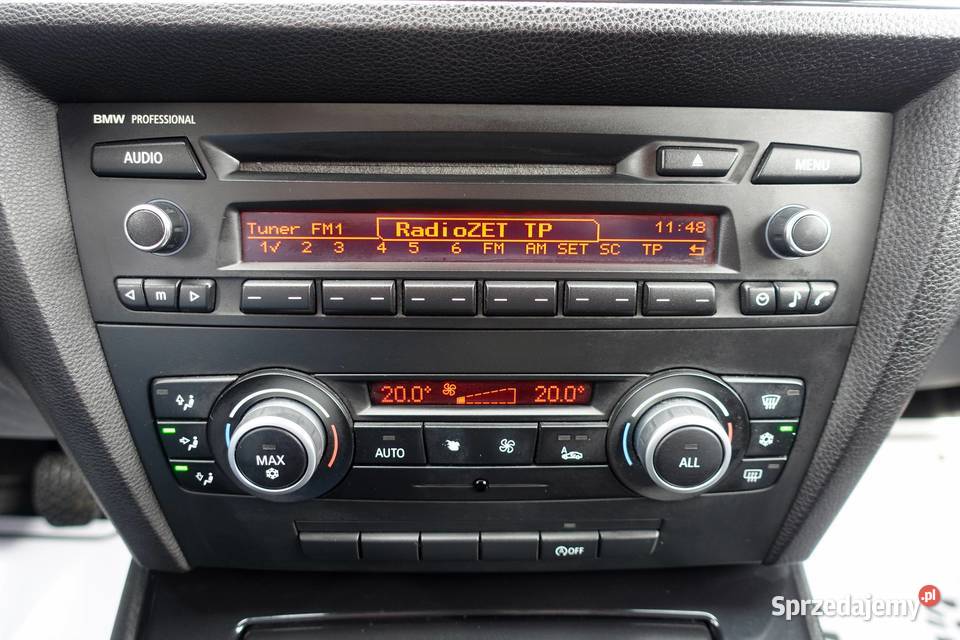 BMW PROFESSIONAL
AUDIO
MENU
Tuner FM1 RadioZET TP 11:48
1✓ 2 3 4 5 6 FM AM SET SC TP
m
20.0° 20.0°
MAX
AUTO
A
ALL
OFF
Sprzedajemy.pl